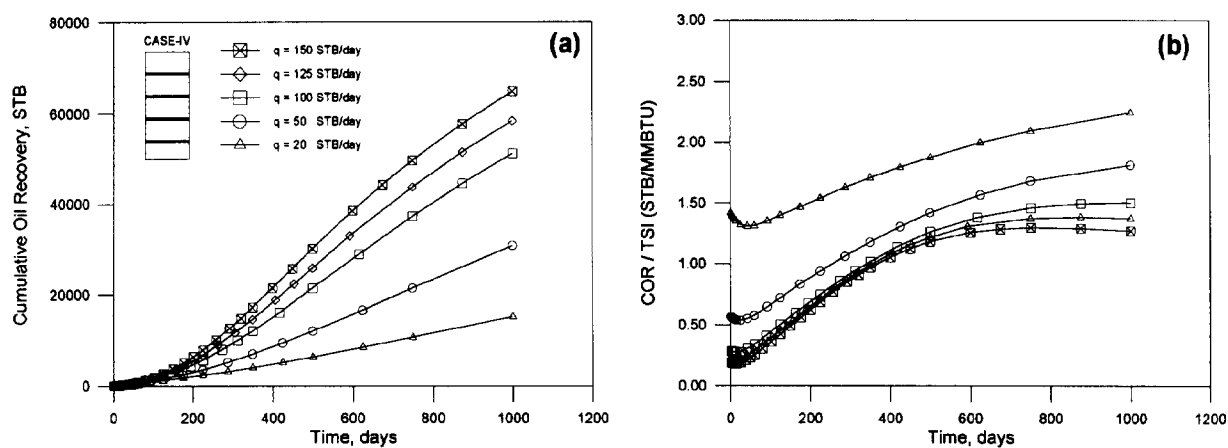 80000
60000
40000
20000
0
Cumulative Oil Recovery, STB
CASE-IV
q = 150 STB/day
q = 125 STB/day
q = 100 STB/day
q = 50 STB/day
q = 20 STB/day
(a)
0 200 400 600 800 1000 1200
Time, days
3.00
2.50
2.00
1.50
1.00
0.50
0.00
COR / TSI (STB/MMBTU)
(b)
0 200 400 600 800 1000 1200
Time, days